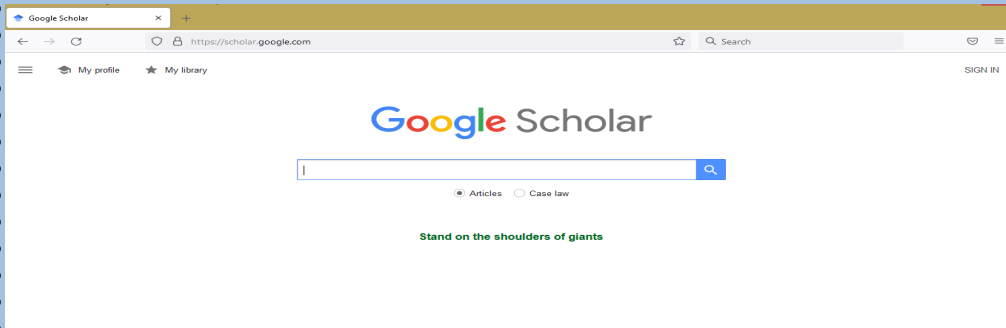 Google Scholar
https://scholar.google.com
Search
My profile
My library
SIGN IN
Google Scholar
Articles
Case law
Stand on the shoulders of giants